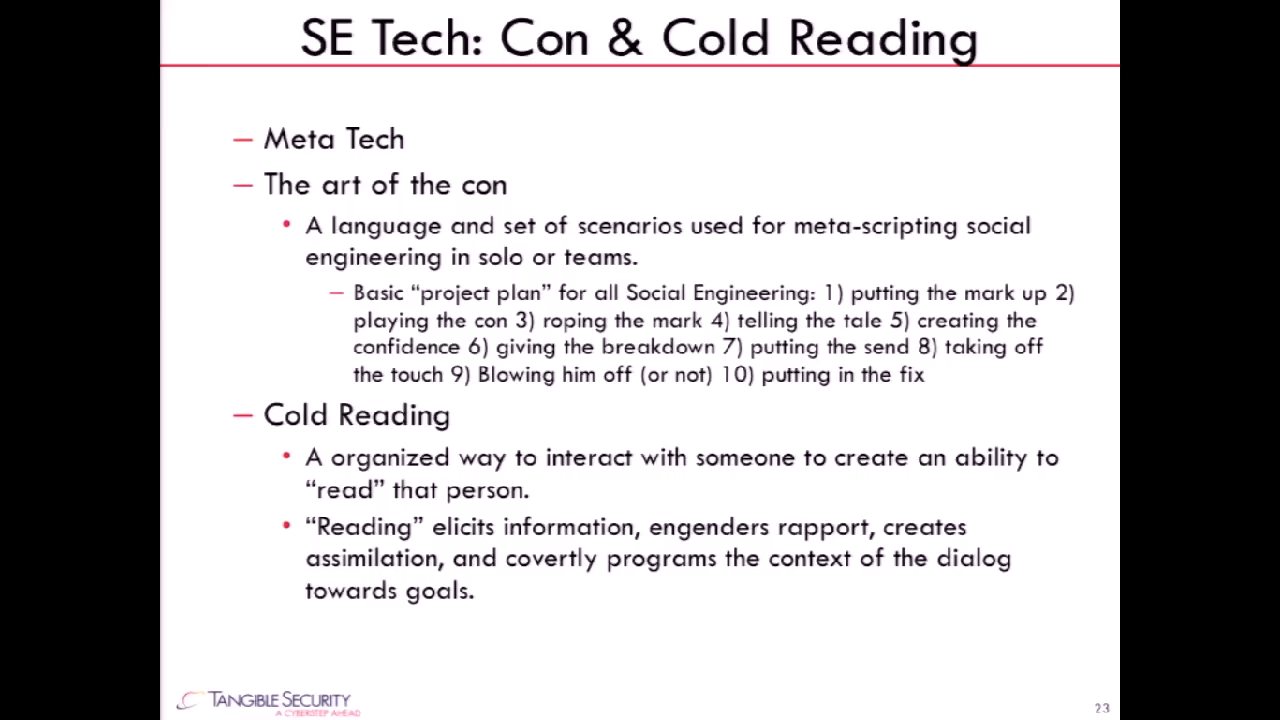 SE Tech: Con & Cold Reading
– Meta Tech
– The art of the con
• A language and set of scenarios used for meta-scripting social
engineering in solo or teams.
– Basic “project plan” for all Social Engineering: 1) putting the mark up 2)
playing the con 3) roping the mark 4) telling the tale 5) creating the
confidence 6) giving the breakdown 7) putting the send 8) taking off
the touch 9) Blowing him off (or not) 10) putting in the fix
– Cold Reading
• A organized way to interact with someone to create an ability to
“read” that person.
• “Reading” elicits information, engenders rapport, creates
assimilation, and covertly programs the context of the dialog
towards goals.
TANGIBLE SECURITY
A CYBERSTEP AHEAD
23